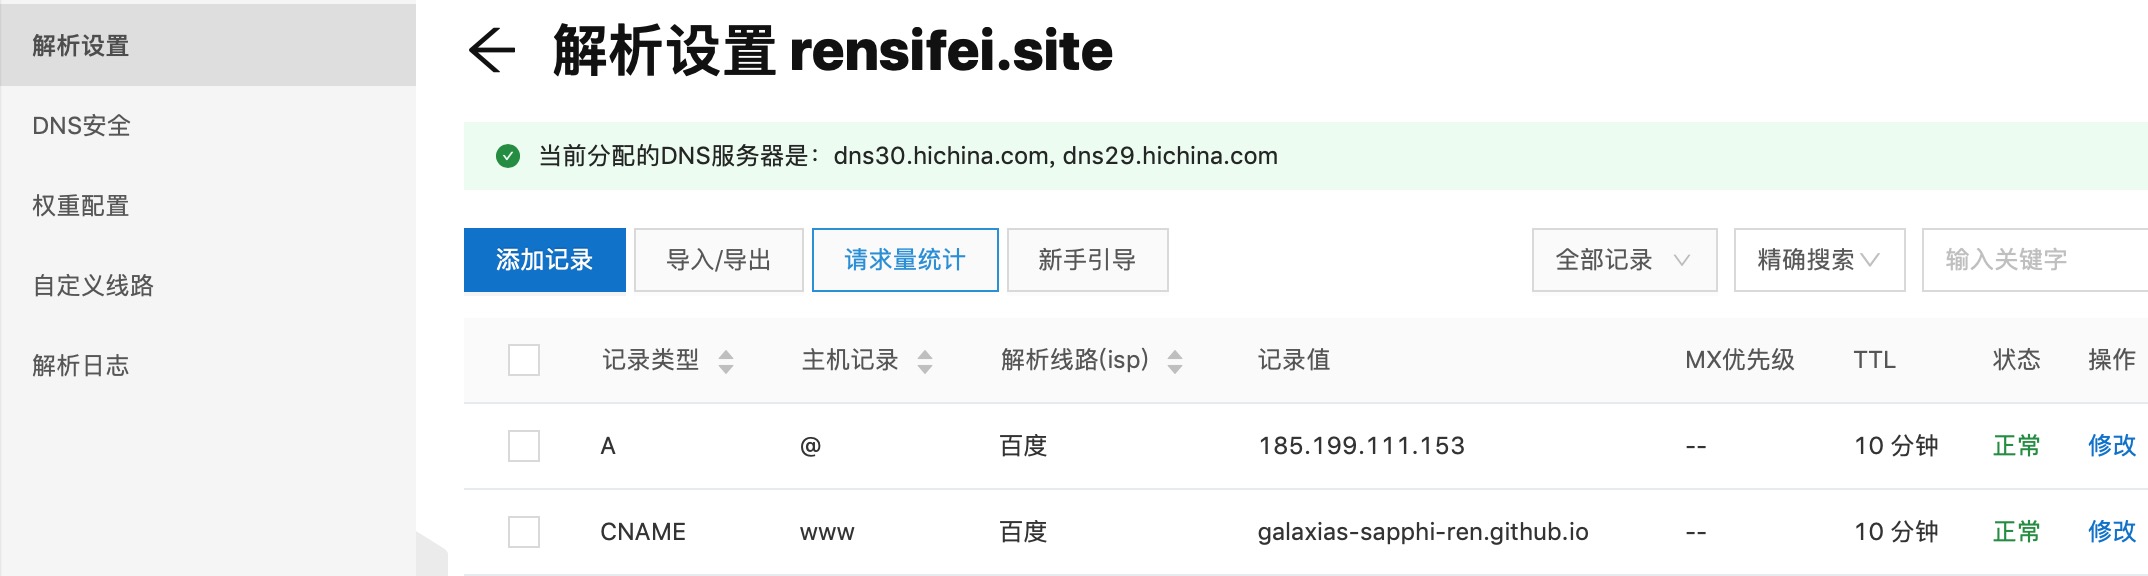 解析设置
DNS安全
权重配置
自定义线路
解析日志
解析设置 rensifei.site
当前分配的DNS服务器是：dns30.hichina.com, dns29.hichina.com
添加记录 导入/导出 请求量统计 新手引导 全部记录 精确搜索 输入关键字
记录类型 主机记录 解析线路(isp) 记录值 MX优先级 TTL 状态 操作
A @ 百度 185.199.111.153 -- 10 分钟 正常 修改
CNAME www 百度 galaxias-sapphi-ren.github.io -- 10 分钟 正常 修改